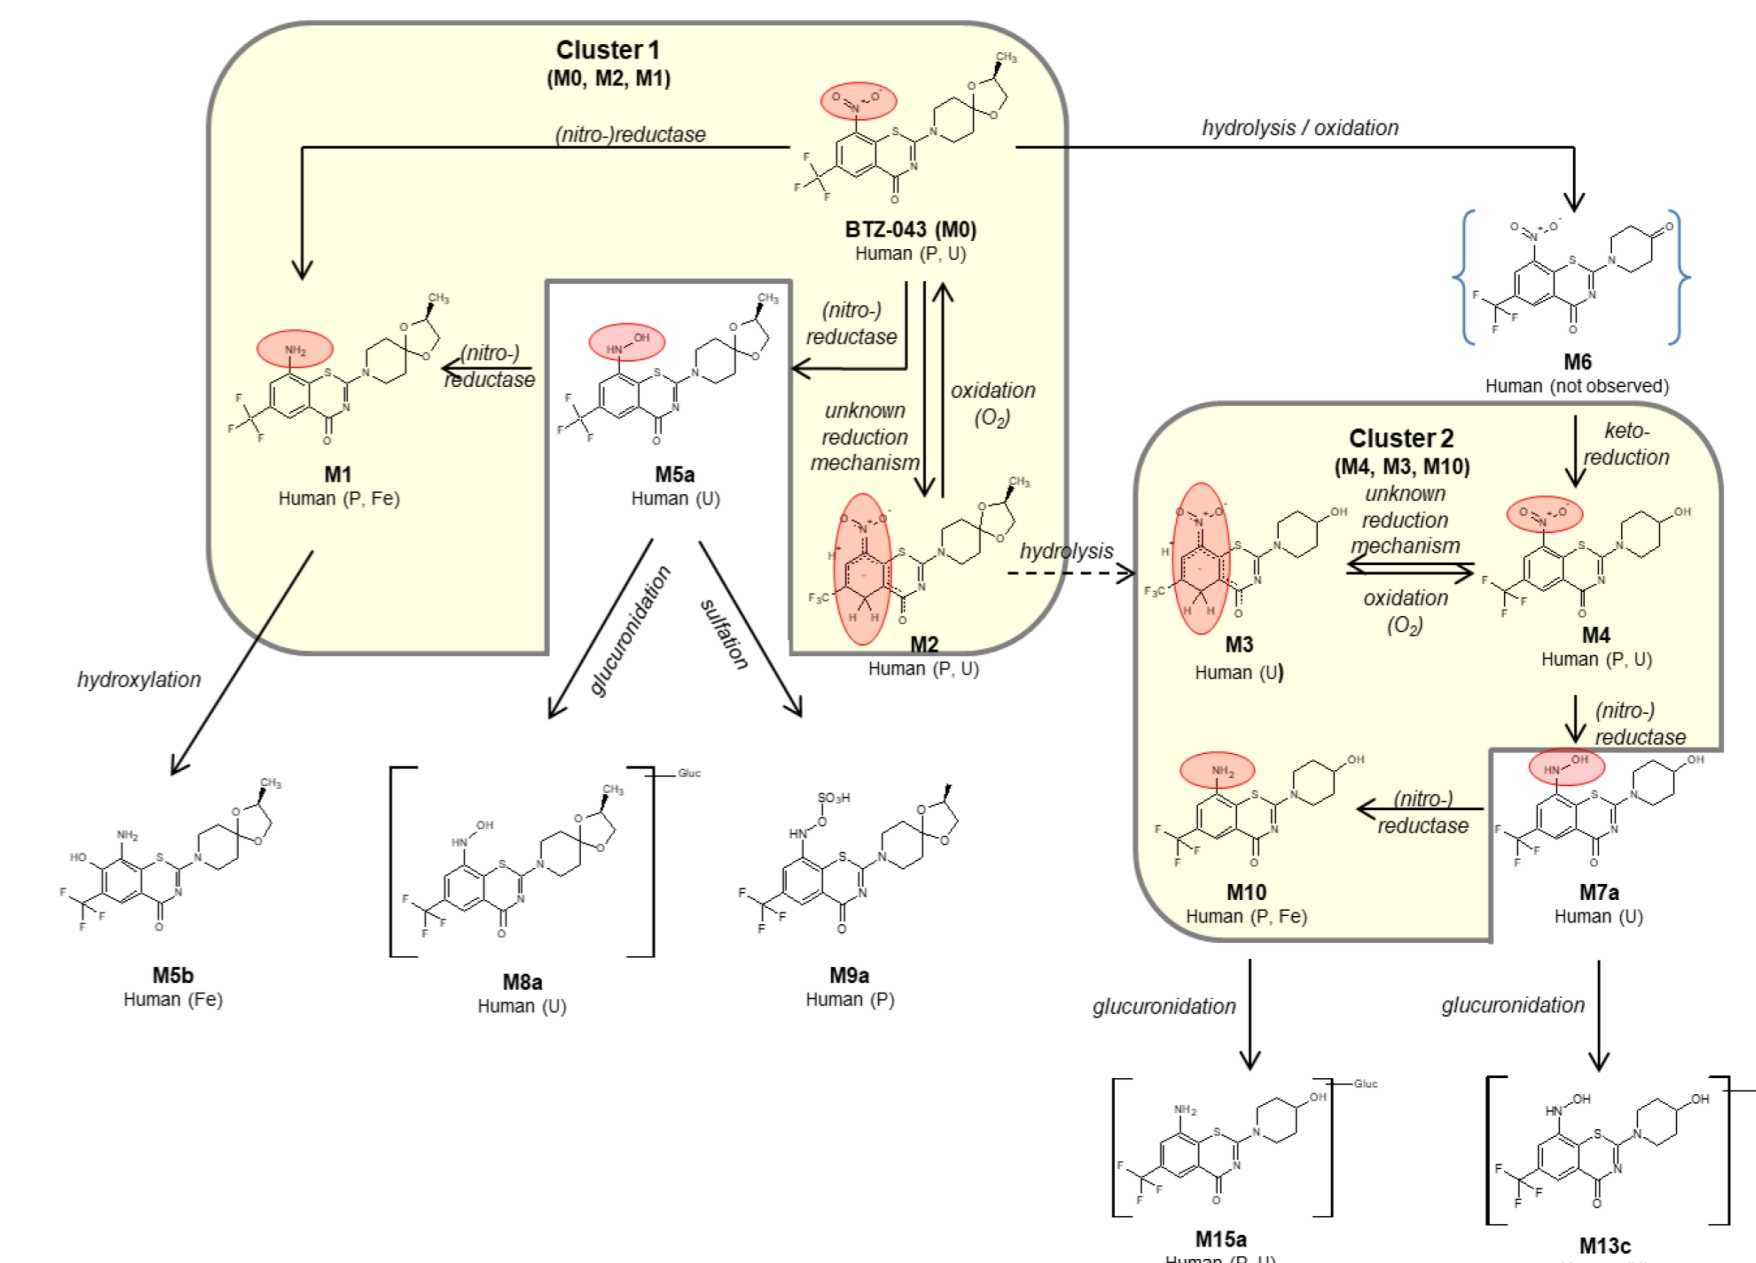 Cluster 1
(M0, M2, M1)
(nitro-)reductase
hydrolysis / oxidation
BTZ-043 (M0)
Human (P, U)
(nitro-)
reductase
(nitro-)
reductase
unknown
reduction
mechanism
oxidation
(O2)
M1
Human (P, Fe)
M5a
Human (U)
M2
Human (P, U)
M6
Human (not observed)
keto-
reduction
Cluster 2
(M4, M3, M10)
unknown
reduction
mechanism
hydrolysis
oxidation
(O2)
M3
Human (U)
M4
Human (P, U)
(nitro-)
reductase
hydroxylation
glucuronidation
sulfation
(nitro-)
reductase
M10
Human (P, Fe)
M7a
Human (U)
Gluc
M5b
Human (Fe)
M8a
Human (U)
M9a
Human (P)
glucuronidation
glucuronidation
Gluc
M15a
Human (P, U)
M13c